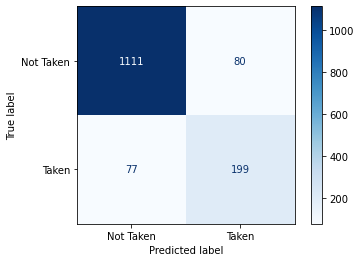 Not Taken
Taken
True label
1111
80
77
199
Not Taken
Taken
Predicted label
1000
800
600
400
200